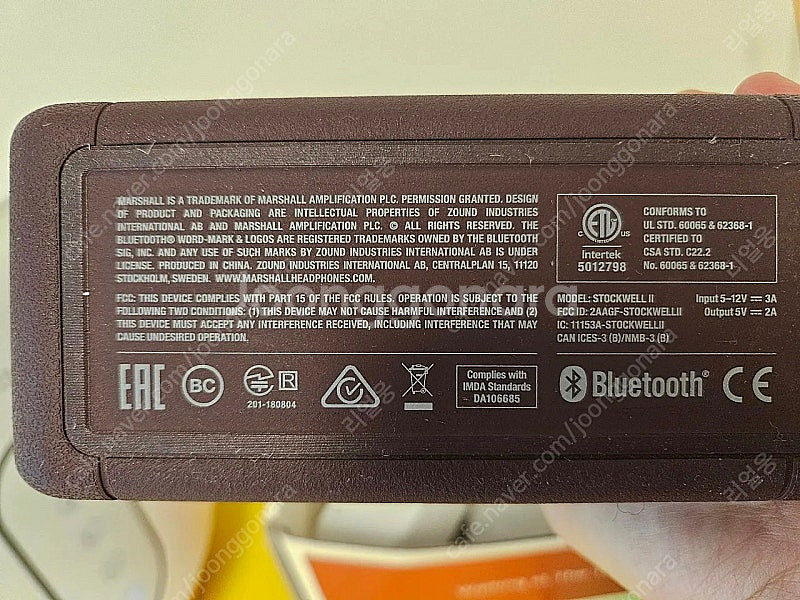 MARSHALL IS A TRADEMARK OF MARSHALL AMPLIFICATION PLC. PERMISSION GRANTED. DESIGN
OF PRODUCT AND PACKAGING ARE INTELLECTUAL PROPERTIES OF ZOUND INDUSTRIES
INTERNATIONAL AB AND MARSHALL AMPLIFICATION PLC. © ALL RIGHTS RESERVED. THE
BLUETOOTH® WORD-MARK & LOGOS ARE REGISTERED TRADEMARKS OWNED BY THE BLUETOOTH
SIG, INC. AND ANY USE OF SUCH MARKS BY ZOUND INDUSTRIES INTERNATIONAL AB IS UNDER
LICENSE. PRODUCED IN CHINA. ZOUND INDUSTRIES INTERNATIONAL AB, CENTRALPLAN 15, 11120
STOCKHOLM, SWEDEN. WWW.MARSHALLHEADPHONES.COM.
FCC: THIS DEVICE COMPLIES WITH PART 15 OF THE FCC RULES. OPERATION IS SUBJECT TO THE
FOLLOWING TWO CONDITIONS: (1) THIS DEVICE MAY NOT CAUSE HARMFUL INTERFERENCE AND (2)
THIS DEVICE MUST ACCEPT ANY INTERFERENCE RECEIVED, INCLUDING INTERFERENCE THAT MAY
CAUSE UNDESIRED OPERATION.
C ETL US
Intertek
5012798
CONFORMS TO
UL STD. 60065 & 62368-1
CERTIFIED TO
CSA STD. C22.2
No. 60065 & 62368-1
MODEL: STOCKWELL II
FCC ID: 2AAGF-STOCKWELLII
IC: 11153A-STOCKWELLII
CAN ICES-3 (B)/NMB-3 (B)
Input 5-12V ⎓ 3A
Output 5V ⎓ 2A
EAC
BC
R
201-180804
Complies with
IMDA Standards
DA106685
Bluetooth®
CE
joonggonara
cafe.naver.com/joonggonara